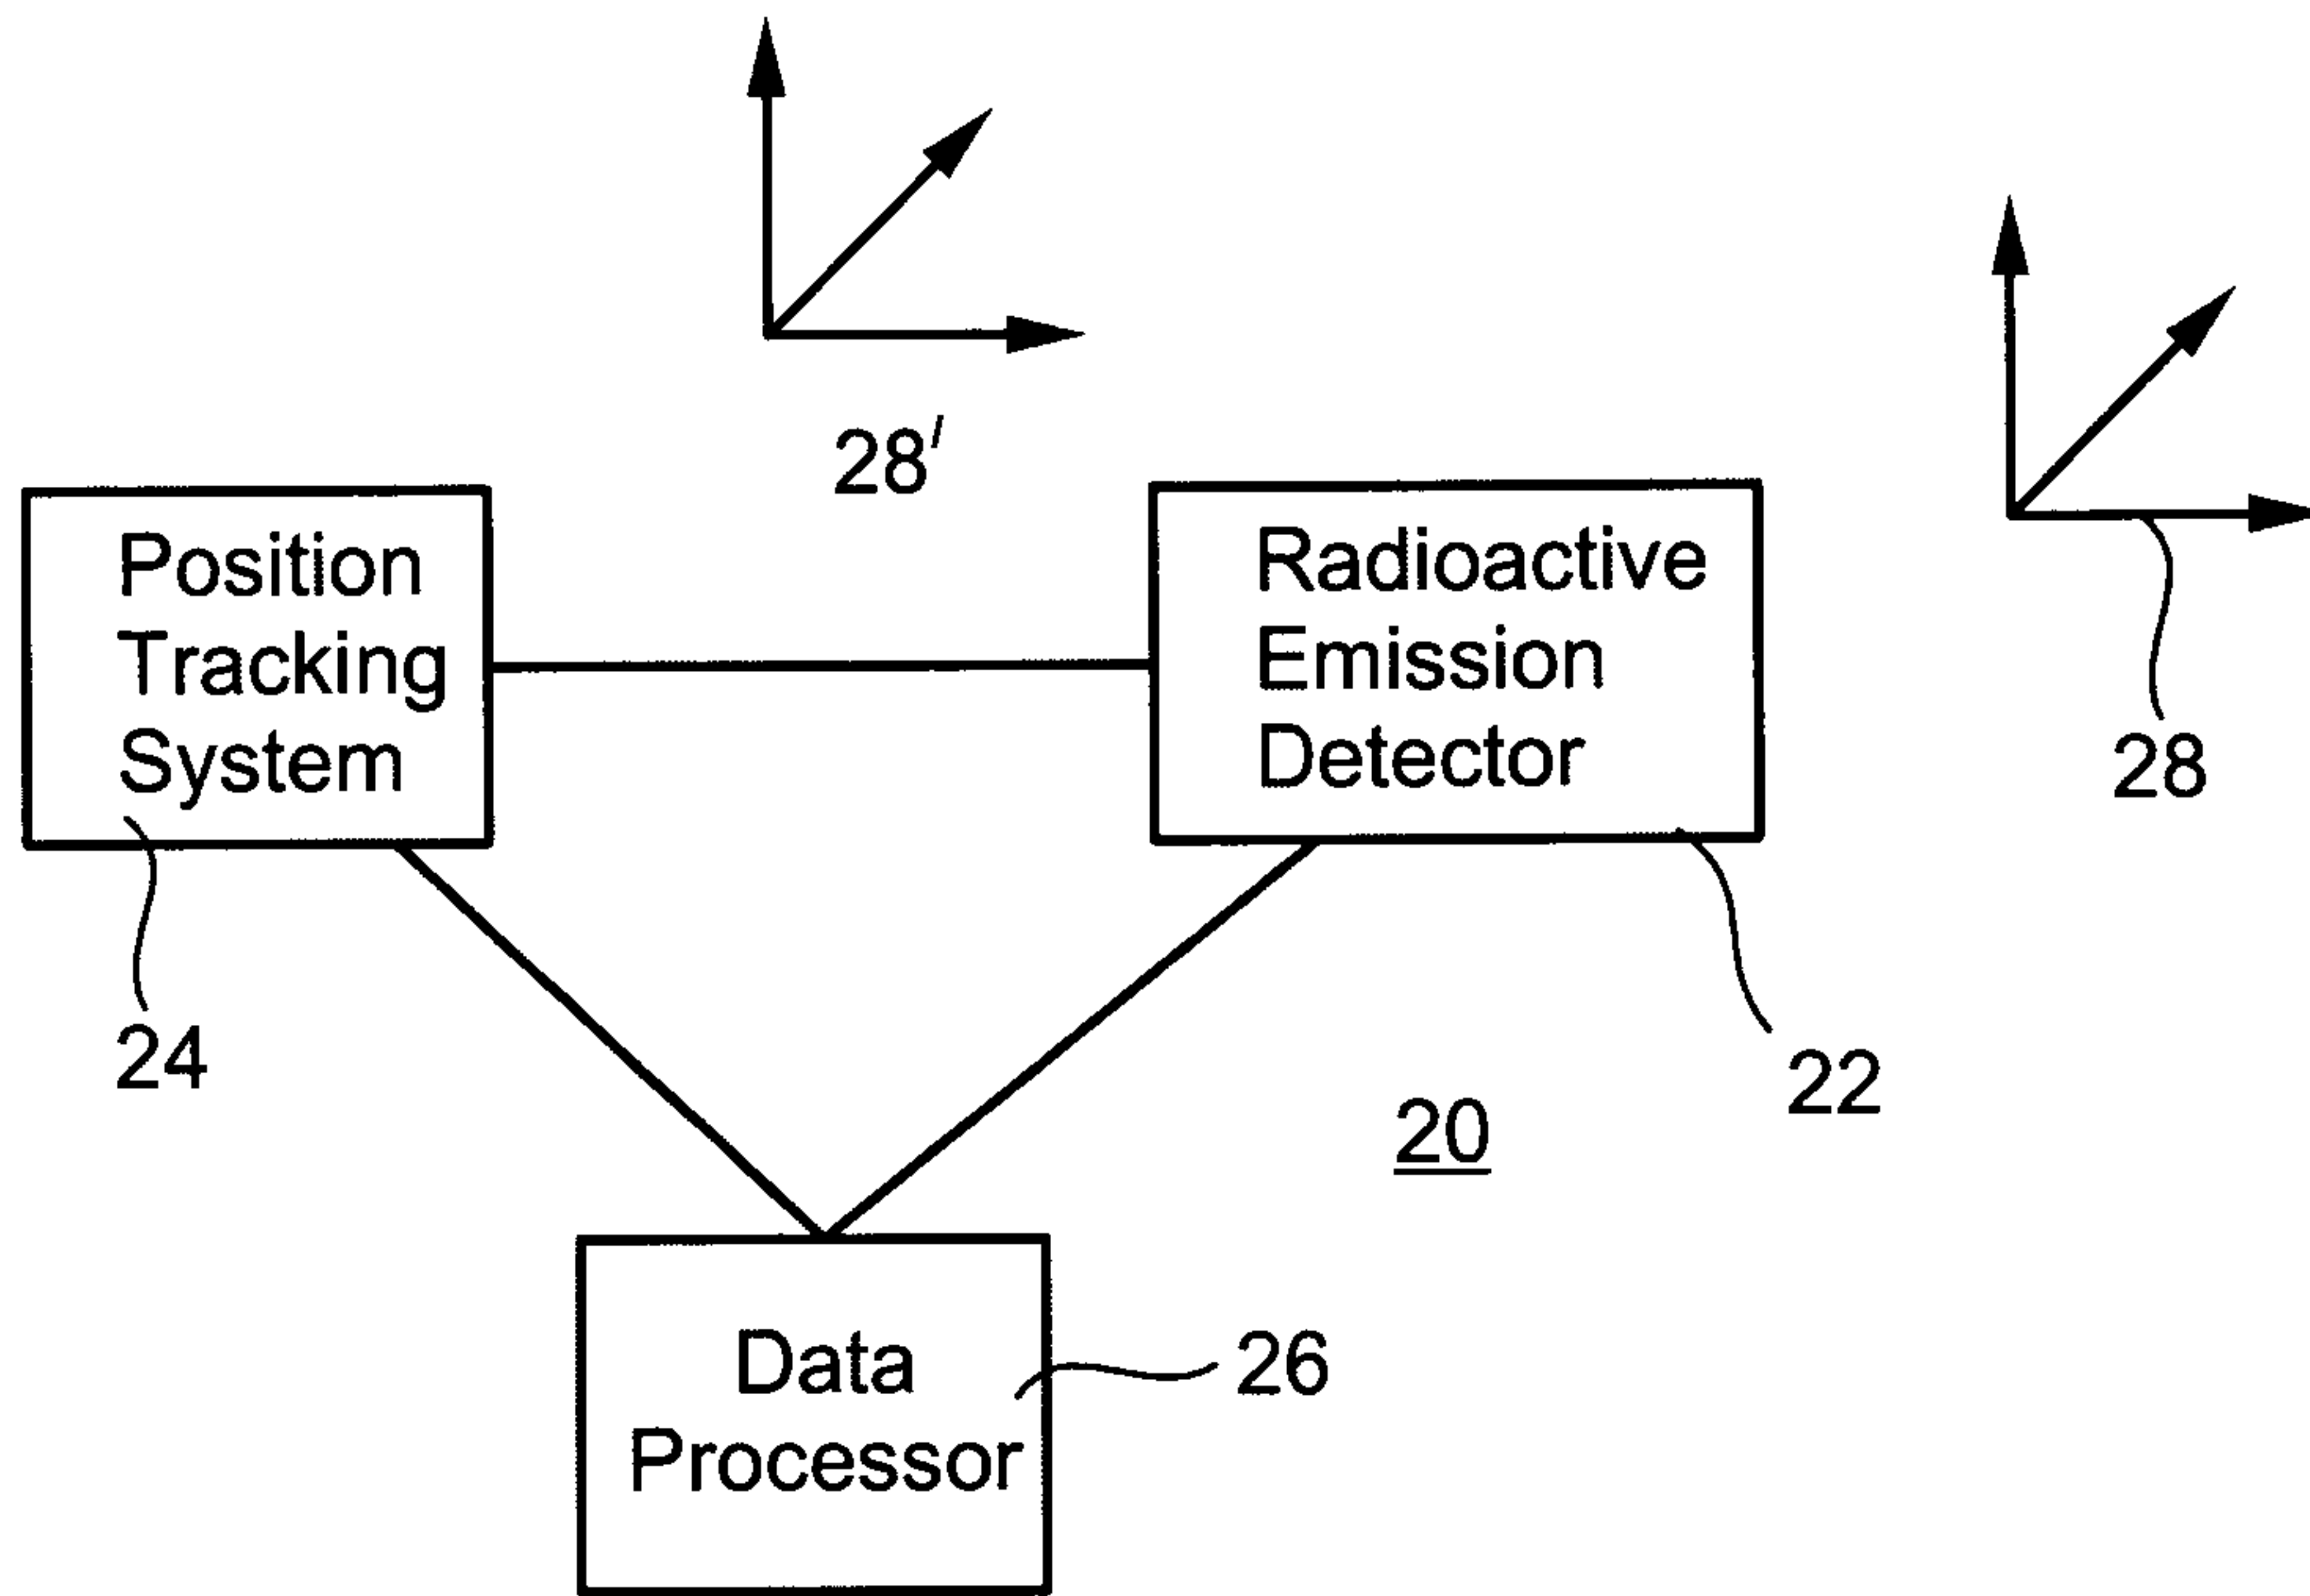 28'
Position
Tracking
System
Radioactive
Emission
Detector
28
24
22
20
Data
Processor
26